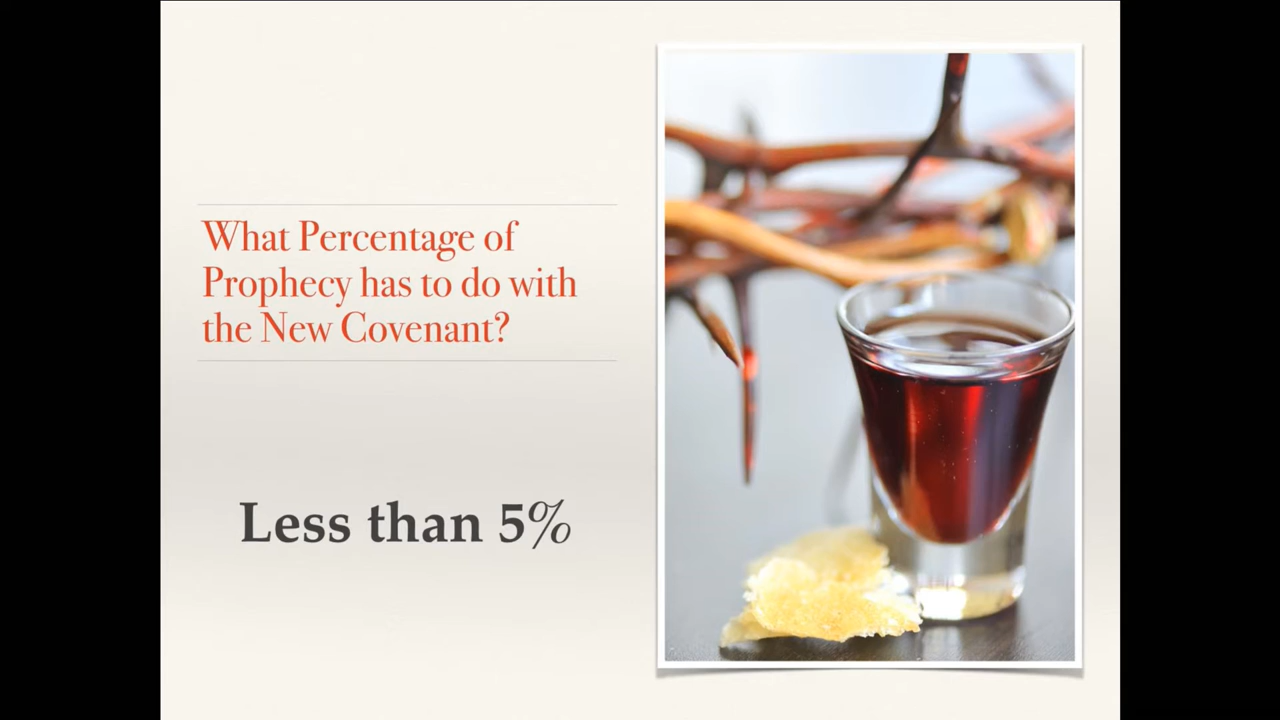 What Percentage of
Prophecy has to do with
the New Covenant?
Less than 5%